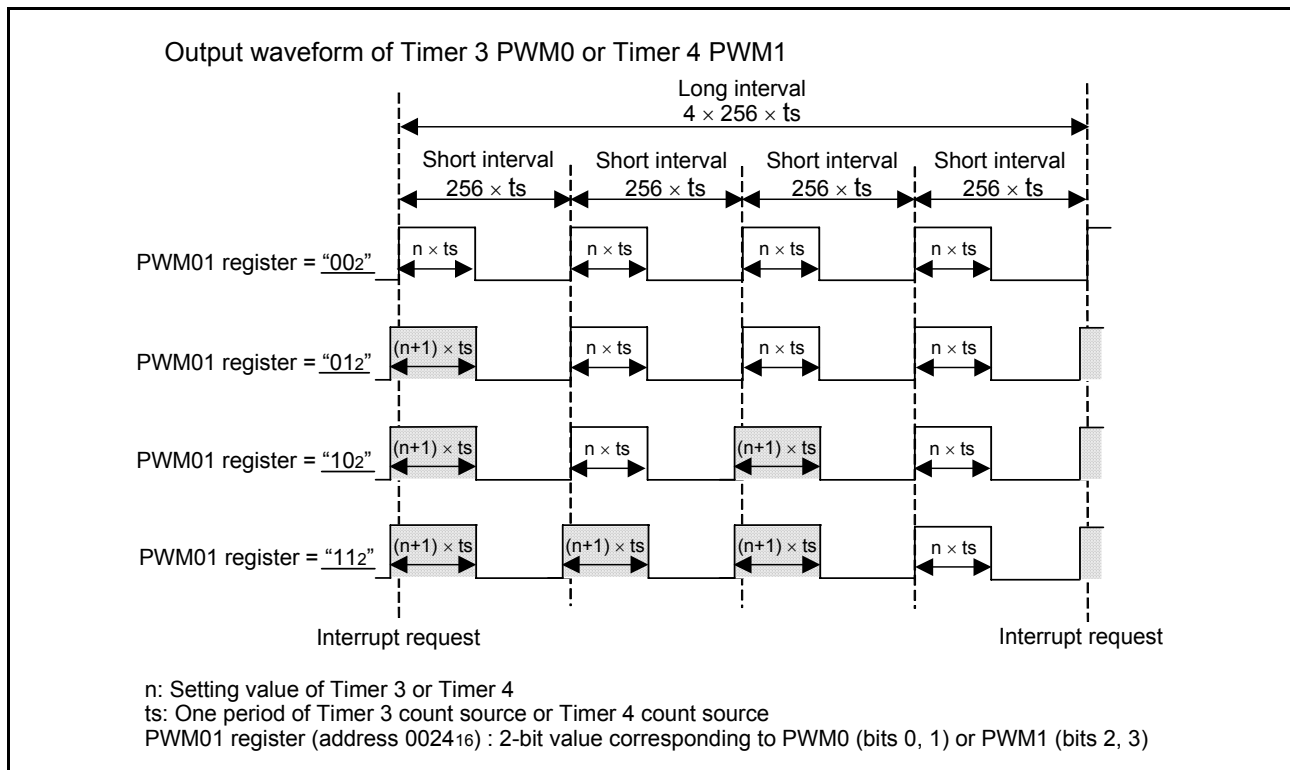 Output waveform of Timer 3 PWM0 or Timer 4 PWM1
Long interval
4 × 256 × ts
Short interval Short interval Short interval Short interval
256 × ts 256 × ts 256 × ts 256 × ts
PWM01 register = “002” n × ts n × ts n × ts n × ts
PWM01 register = “012” (n+1) × ts n × ts n × ts n × ts
PWM01 register = “102” (n+1) × ts n × ts (n+1) × ts n × ts
PWM01 register = “112” (n+1) × ts (n+1) × ts (n+1) × ts n × ts
Interrupt request Interrupt request
n: Setting value of Timer 3 or Timer 4
ts: One period of Timer 3 count source or Timer 4 count source
PWM01 register (address 002416) : 2-bit value corresponding to PWM0 (bits 0, 1) or PWM1 (bits 2, 3)